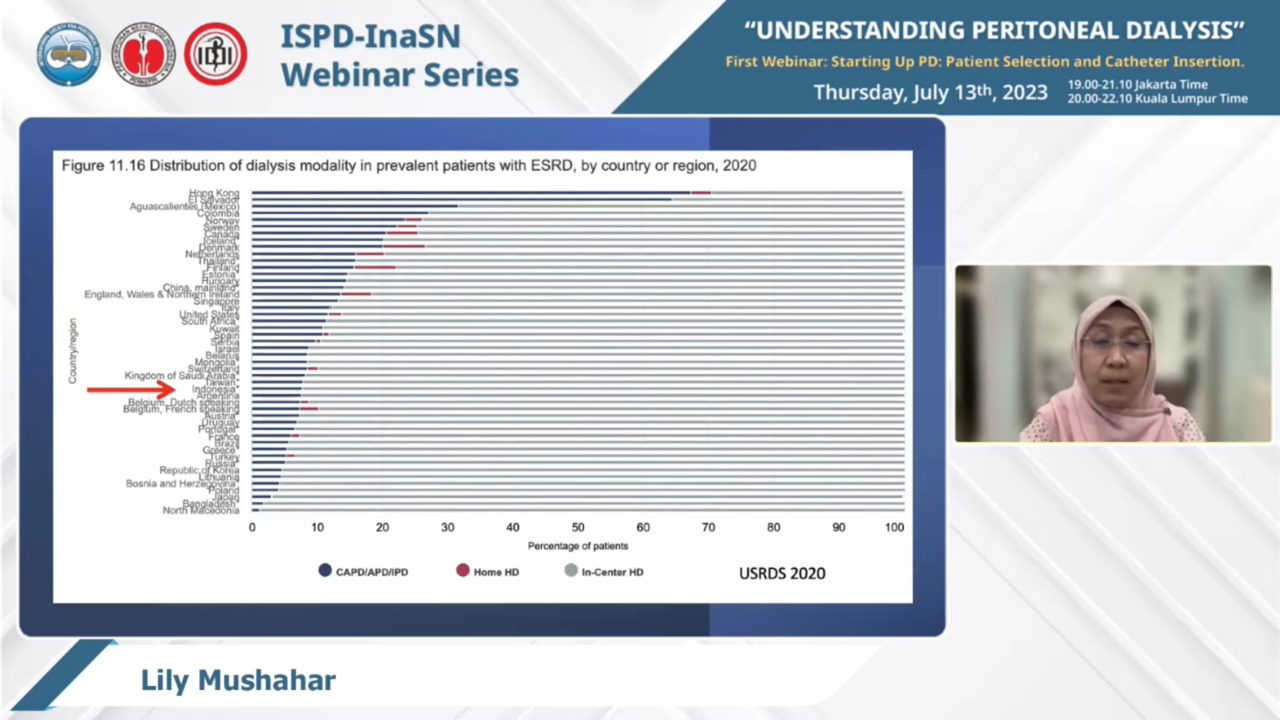 ISPD-InaSN
Webinar Series
“UNDERSTANDING PERITONEAL DIALYSIS”
First Webinar: Starting Up PD: Patient Selection and Catheter Insertion.
Thursday, July 13th, 2023
19.00-21.10 Jakarta Time
20.00-22.10 Kuala Lumpur Time
Figure 11.16 Distribution of dialysis modality in prevalent patients with ESRD, by country or region, 2020
Country/region
Hong Kong
El Salvador
Aguascalientes (Mexico)
Colombia
Norway
Sweden
Canada
Iceland
Denmark
Netherlands
Thailand
Finland
Estonia
Hungary
China, mainland
England, Wales & Northern Ireland
Singapore
Italy
United States
South Africa
Kuwait
Spain
Serbia
Israel
Belarus
Mongolia
Switzerland
Kingdom of Saudi Arabia
Taiwan
Indonesia*
Argentina
Belgium, Dutch speaking
Belgium, French speaking
Austria
Uruguay
Portugal
France
Brazil
Greece
Turkey
Russia
Republic of Korea
Lithuania
Bosnia and Herzegovina
Poland
Japan
Bangladesh
North Macedonia
0 10 20 30 40 50 60 70 80 90 100
Percentage of patients
CAPD/APD/IPD Home HD In-Center HD
USRDS 2020
Lily Mushahar